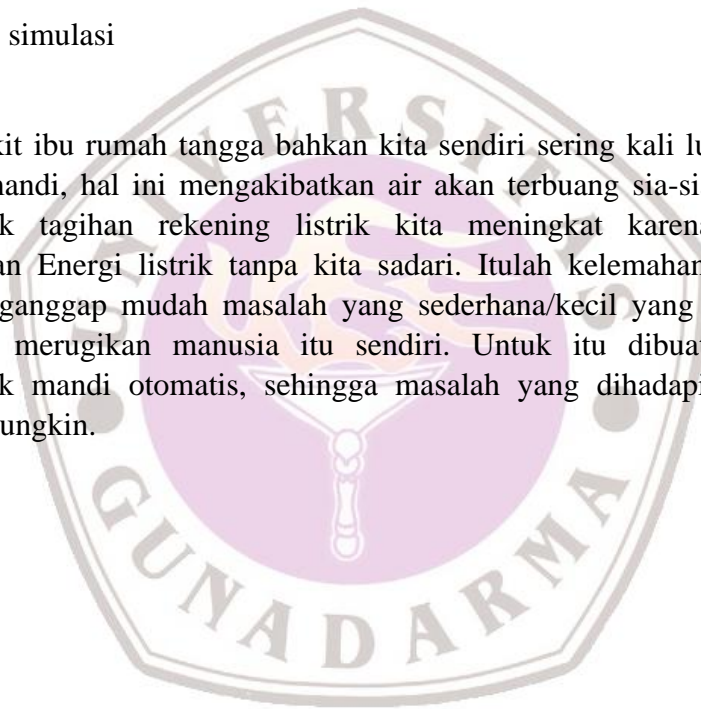 simulasi
kit ibu rumah tangga bahkan kita sendiri sering kali lu
nandi, hal ini mengakibatkan air akan terbuang sia-si
k tagihan rekening listrik kita meningkat karena
an Energi listrik tanpa kita sadari. Itulah kelemahan
ganggap mudah masalah yang sederhana/kecil yang
merugikan manusia itu sendiri. Untuk itu dibuat
k mandi otomatis, sehingga masalah yang dihadapi
ungkin.
UNIVERSITAS
GUNADARMA